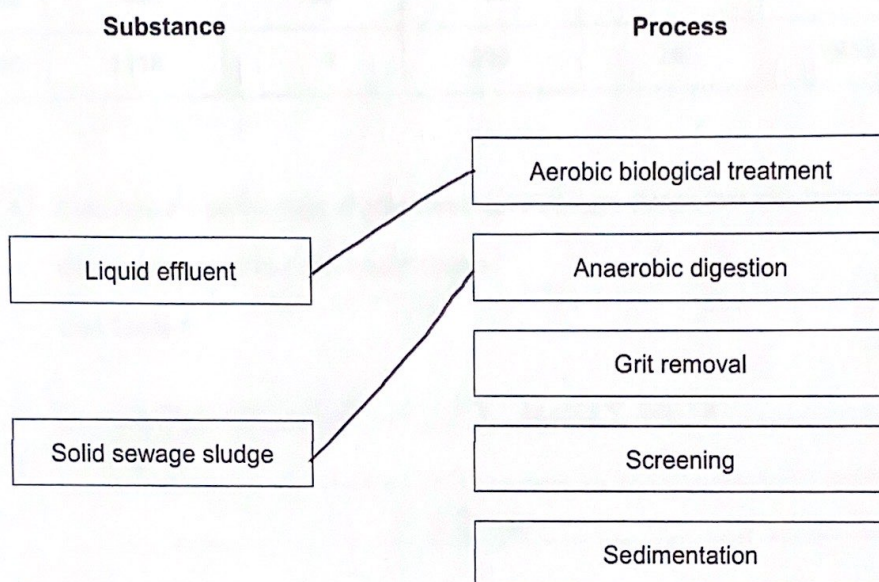 Substance
Process
Aerobic biological treatment
Liquid effluent
Anaerobic digestion
Grit removal
Solid sewage sludge
Screening
Sedimentation